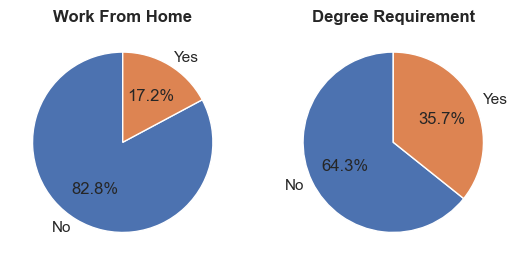 Work From Home
Yes
17.2%
82.8%
No
Degree Requirement
Yes
35.7%
64.3%
No